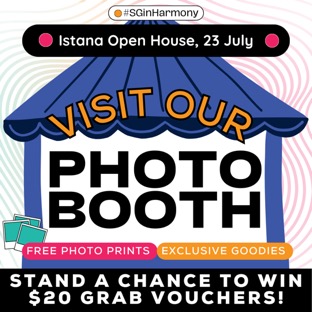 #SGinHarmony
Istana Open House, 23 July
VISIT OUR
PHOTO
BOOTH
FREE PHOTO PRINTS
EXCLUSIVE GOODIES
STAND A CHANCE TO WIN
$20 GRAB VOUCHERS!